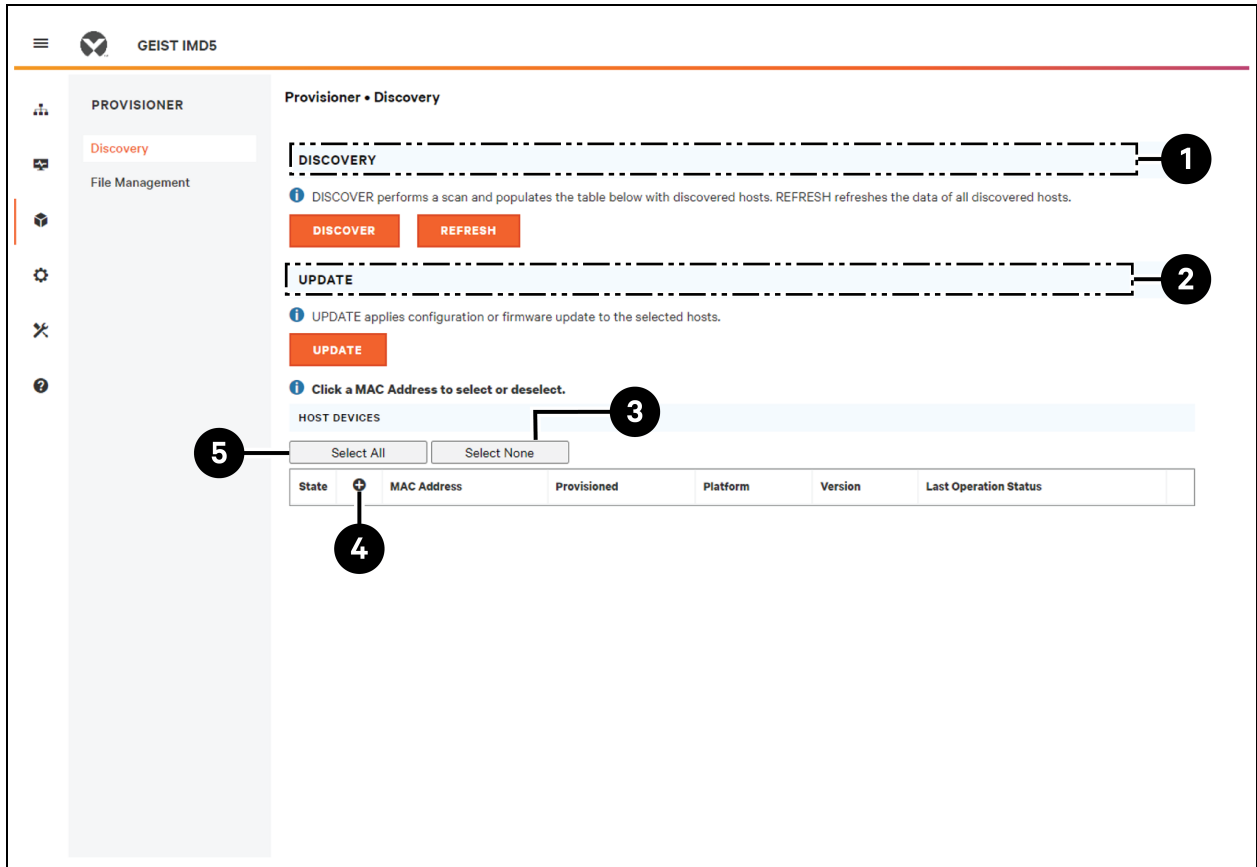 GEIST IMD5
PROVISIONER
Discovery
File Management
Provisioner • Discovery
DISCOVERY
1
DISCOVER performs a scan and populates the table below with discovered hosts. REFRESH refreshes the data of all discovered hosts.
DISCOVER REFRESH
UPDATE
2
UPDATE applies configuration or firmware update to the selected hosts.
UPDATE
Click a MAC Address to select or deselect.
HOST DEVICES
3
5
Select All Select None
State MAC Address Provisioned Platform Version Last Operation Status
4